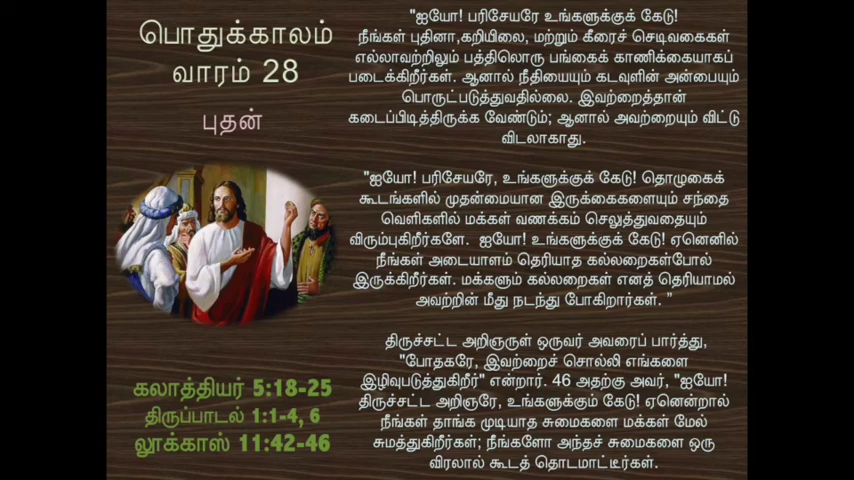 பொதுக்காலம்
வாரம் 28
புதன்
"ஐயோ! பரிசேயரே உங்களுக்குக் கேடு!
நீங்கள் புதினா,கறியிலை, மற்றும் கீரைச் செடிவகைகள்
எல்லாவற்றிலும் பத்திலொரு பங்கைக் காணிக்கையாகப்
படைக்கிறீர்கள். ஆனால் நீதியையும் கடவுளின் அன்பையும்
பொருட்படுத்துவதில்லை. இவற்றைத்தான்
கடைப்பிடித்திருக்க வேண்டும்; ஆனால் அவற்றையும் விட்டு
விடலாகாது.
"ஐயோ! பரிசேயரே, உங்களுக்குக் கேடு! தொழுகைக்
கூடங்களில் முதன்மையான இருக்கைகளையும் சந்தை
வெளிகளில் மக்கள் வணக்கம் செலுத்துவதையும்
விரும்புகிறீர்களே. ஐயோ! உங்களுக்குக் கேடு! ஏனெனில்
நீங்கள் அடையாளம் தெரியாத கல்லறைகள்போல்
இருக்கிறீர்கள். மக்களும் கல்லறைகள் எனத் தெரியாமல்
அவற்றின் மீது நடந்து போகிறார்கள். ”
திருச்சட்ட அறிஞருள் ஒருவர் அவரைப் பார்த்து,
"போதகரே, இவற்றைச் சொல்லி எங்களை
இழிவுபடுத்துகிறீர்" என்றார். 46 அதற்கு அவர், "ஐயோ!
திருச்சட்ட அறிஞரே, உங்களுக்கும் கேடு! ஏனென்றால்
நீங்கள் தாங்க முடியாத சுமைகளை மக்கள் மேல்
சுமத்துகிறீர்கள்; நீங்களோ அந்தச் சுமைகளை ஒரு
விரலால் கூடத் தொடமாட்டீர்கள்.
கலாத்தியர் 5:18-25
திருப்பாடல் 1:1-4, 6
லூக்காஸ் 11:42-46